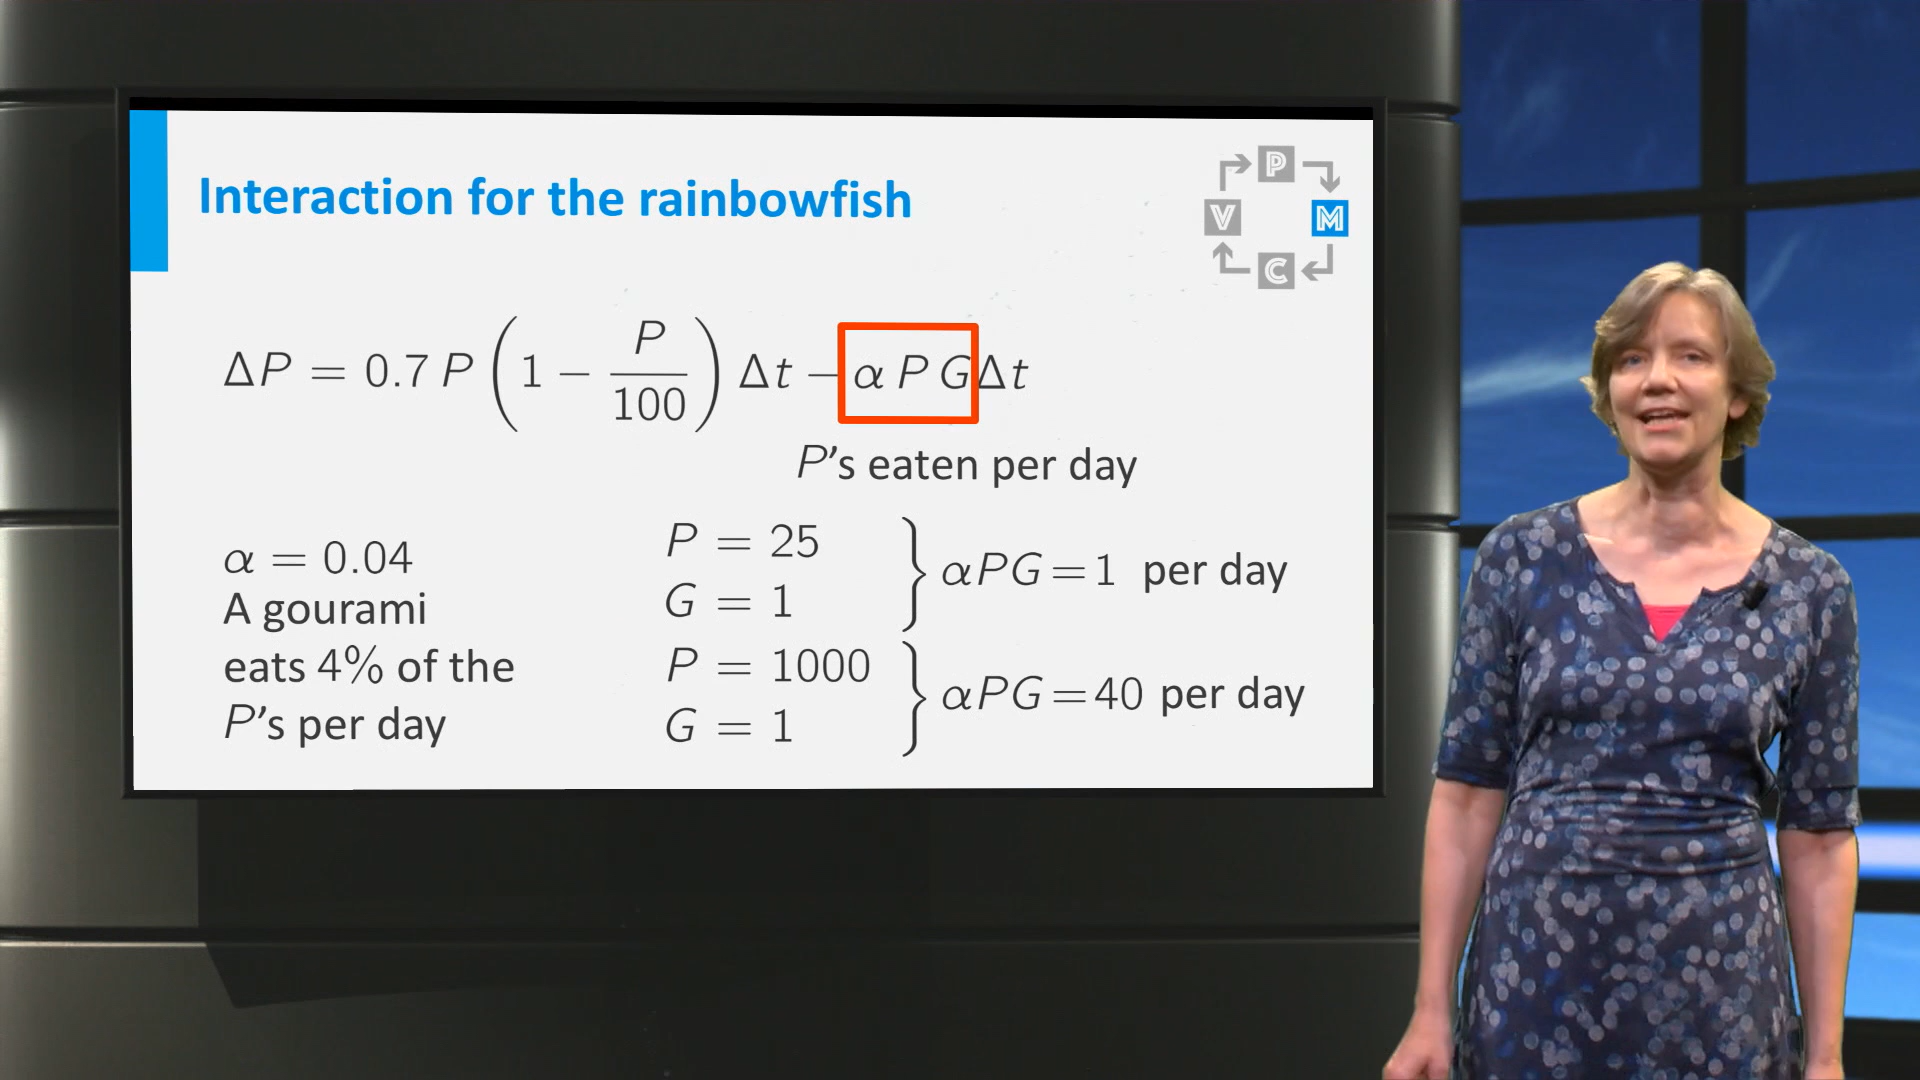 Interaction for the rainbowfish
P
V
M
C
ΔP = 0.7 P (1 − P/100) Δt − α P G Δt
P's eaten per day
α = 0.04
A gourami
eats 4% of the
P's per day
P = 25
G = 1
αPG = 1 per day
P = 1000
G = 1
αPG = 40 per day